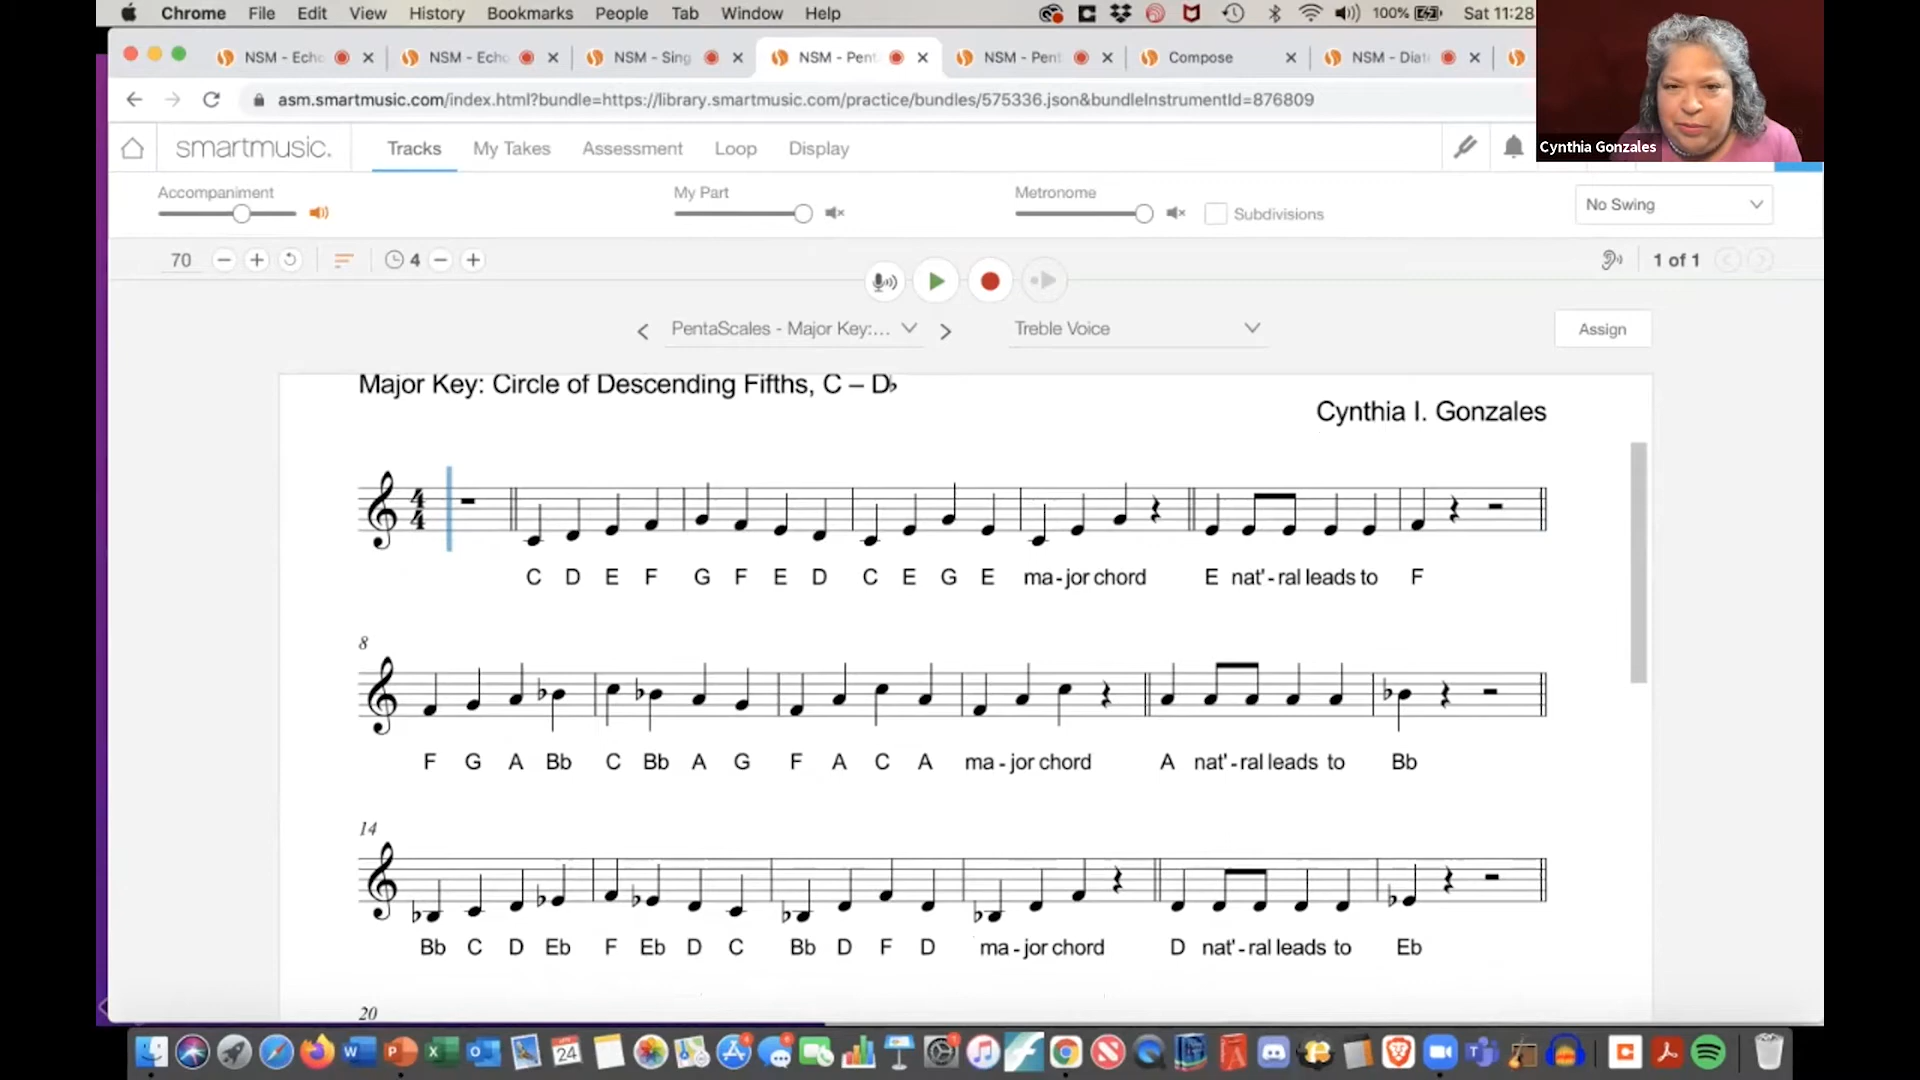 Chrome File Edit View History Bookmarks People Tab Window Help 100% Sat 11:28
NSM - Echo NSM - Echo NSM - Sing NSM - Pent NSM - Pent Compose NSM - Diat
asm.smartmusic.com/index.html?bundle=https://library.smartmusic.com/practice/bundles/575336.json&bundleInstrumentId=876809
Cynthia Gonzales
smartmusic. Tracks My Takes Assessment Loop Display
Accompaniment My Part Metronome
Subdivisions No Swing
70 4 1 of 1
PentaScales - Major Key:... Treble Voice Assign
Major Key: Circle of Descending Fifths, C – D♭
Cynthia I. Gonzales
4
4
C D E F G F E D C E G E ma-jor chord E nat'-ral leads to F
8
F G A Bb C Bb A G F A C A ma-jor chord A nat'-ral leads to Bb
14
Bb C D Eb F Eb D C Bb D F D ma-jor chord D nat'-ral leads to Eb
20
24